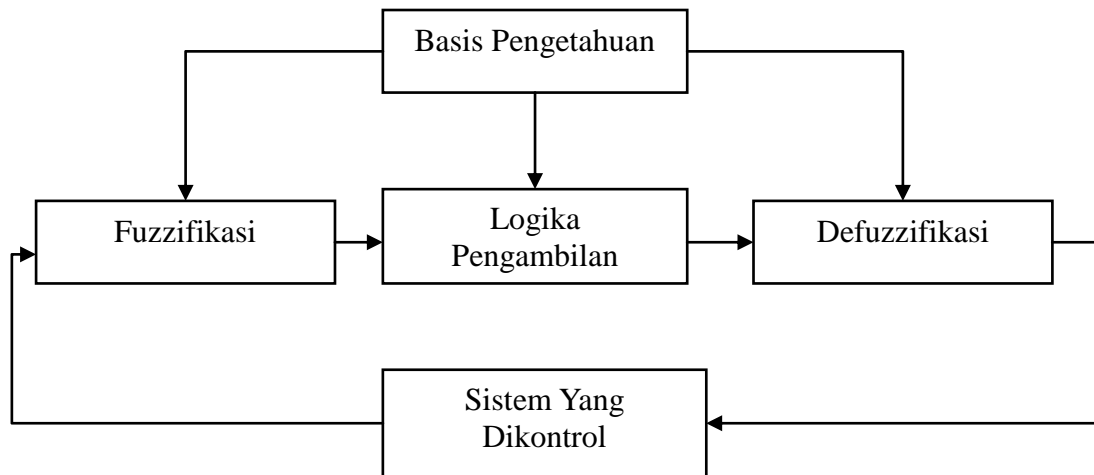 Basis Pengetahuan
Fuzzifikasi
Logika
Pengambilan
Defuzzifikasi
Sistem Yang
Dikontrol